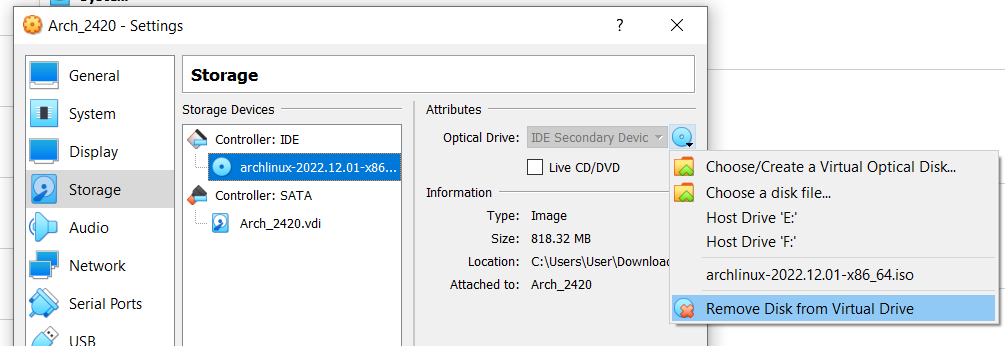 System
Arch_2420 - Settings
?
General
System
Display
Storage
Audio
Network
Serial Ports
USB
Storage
Storage Devices
Controller: IDE
archlinux-2022.12.01-x86...
Controller: SATA
Arch_2420.vdi
Attributes
Optical Drive: IDE Secondary Devic
Live CD/DVD
Information
Type: Image
Size: 818.32 MB
Location: C:\Users\User\Downloa
Attached to: Arch_2420
Choose/Create a Virtual Optical Disk...
Choose a disk file...
Host Drive 'E:'
Host Drive 'F:'
archlinux-2022.12.01-x86_64.iso
Remove Disk from Virtual Drive